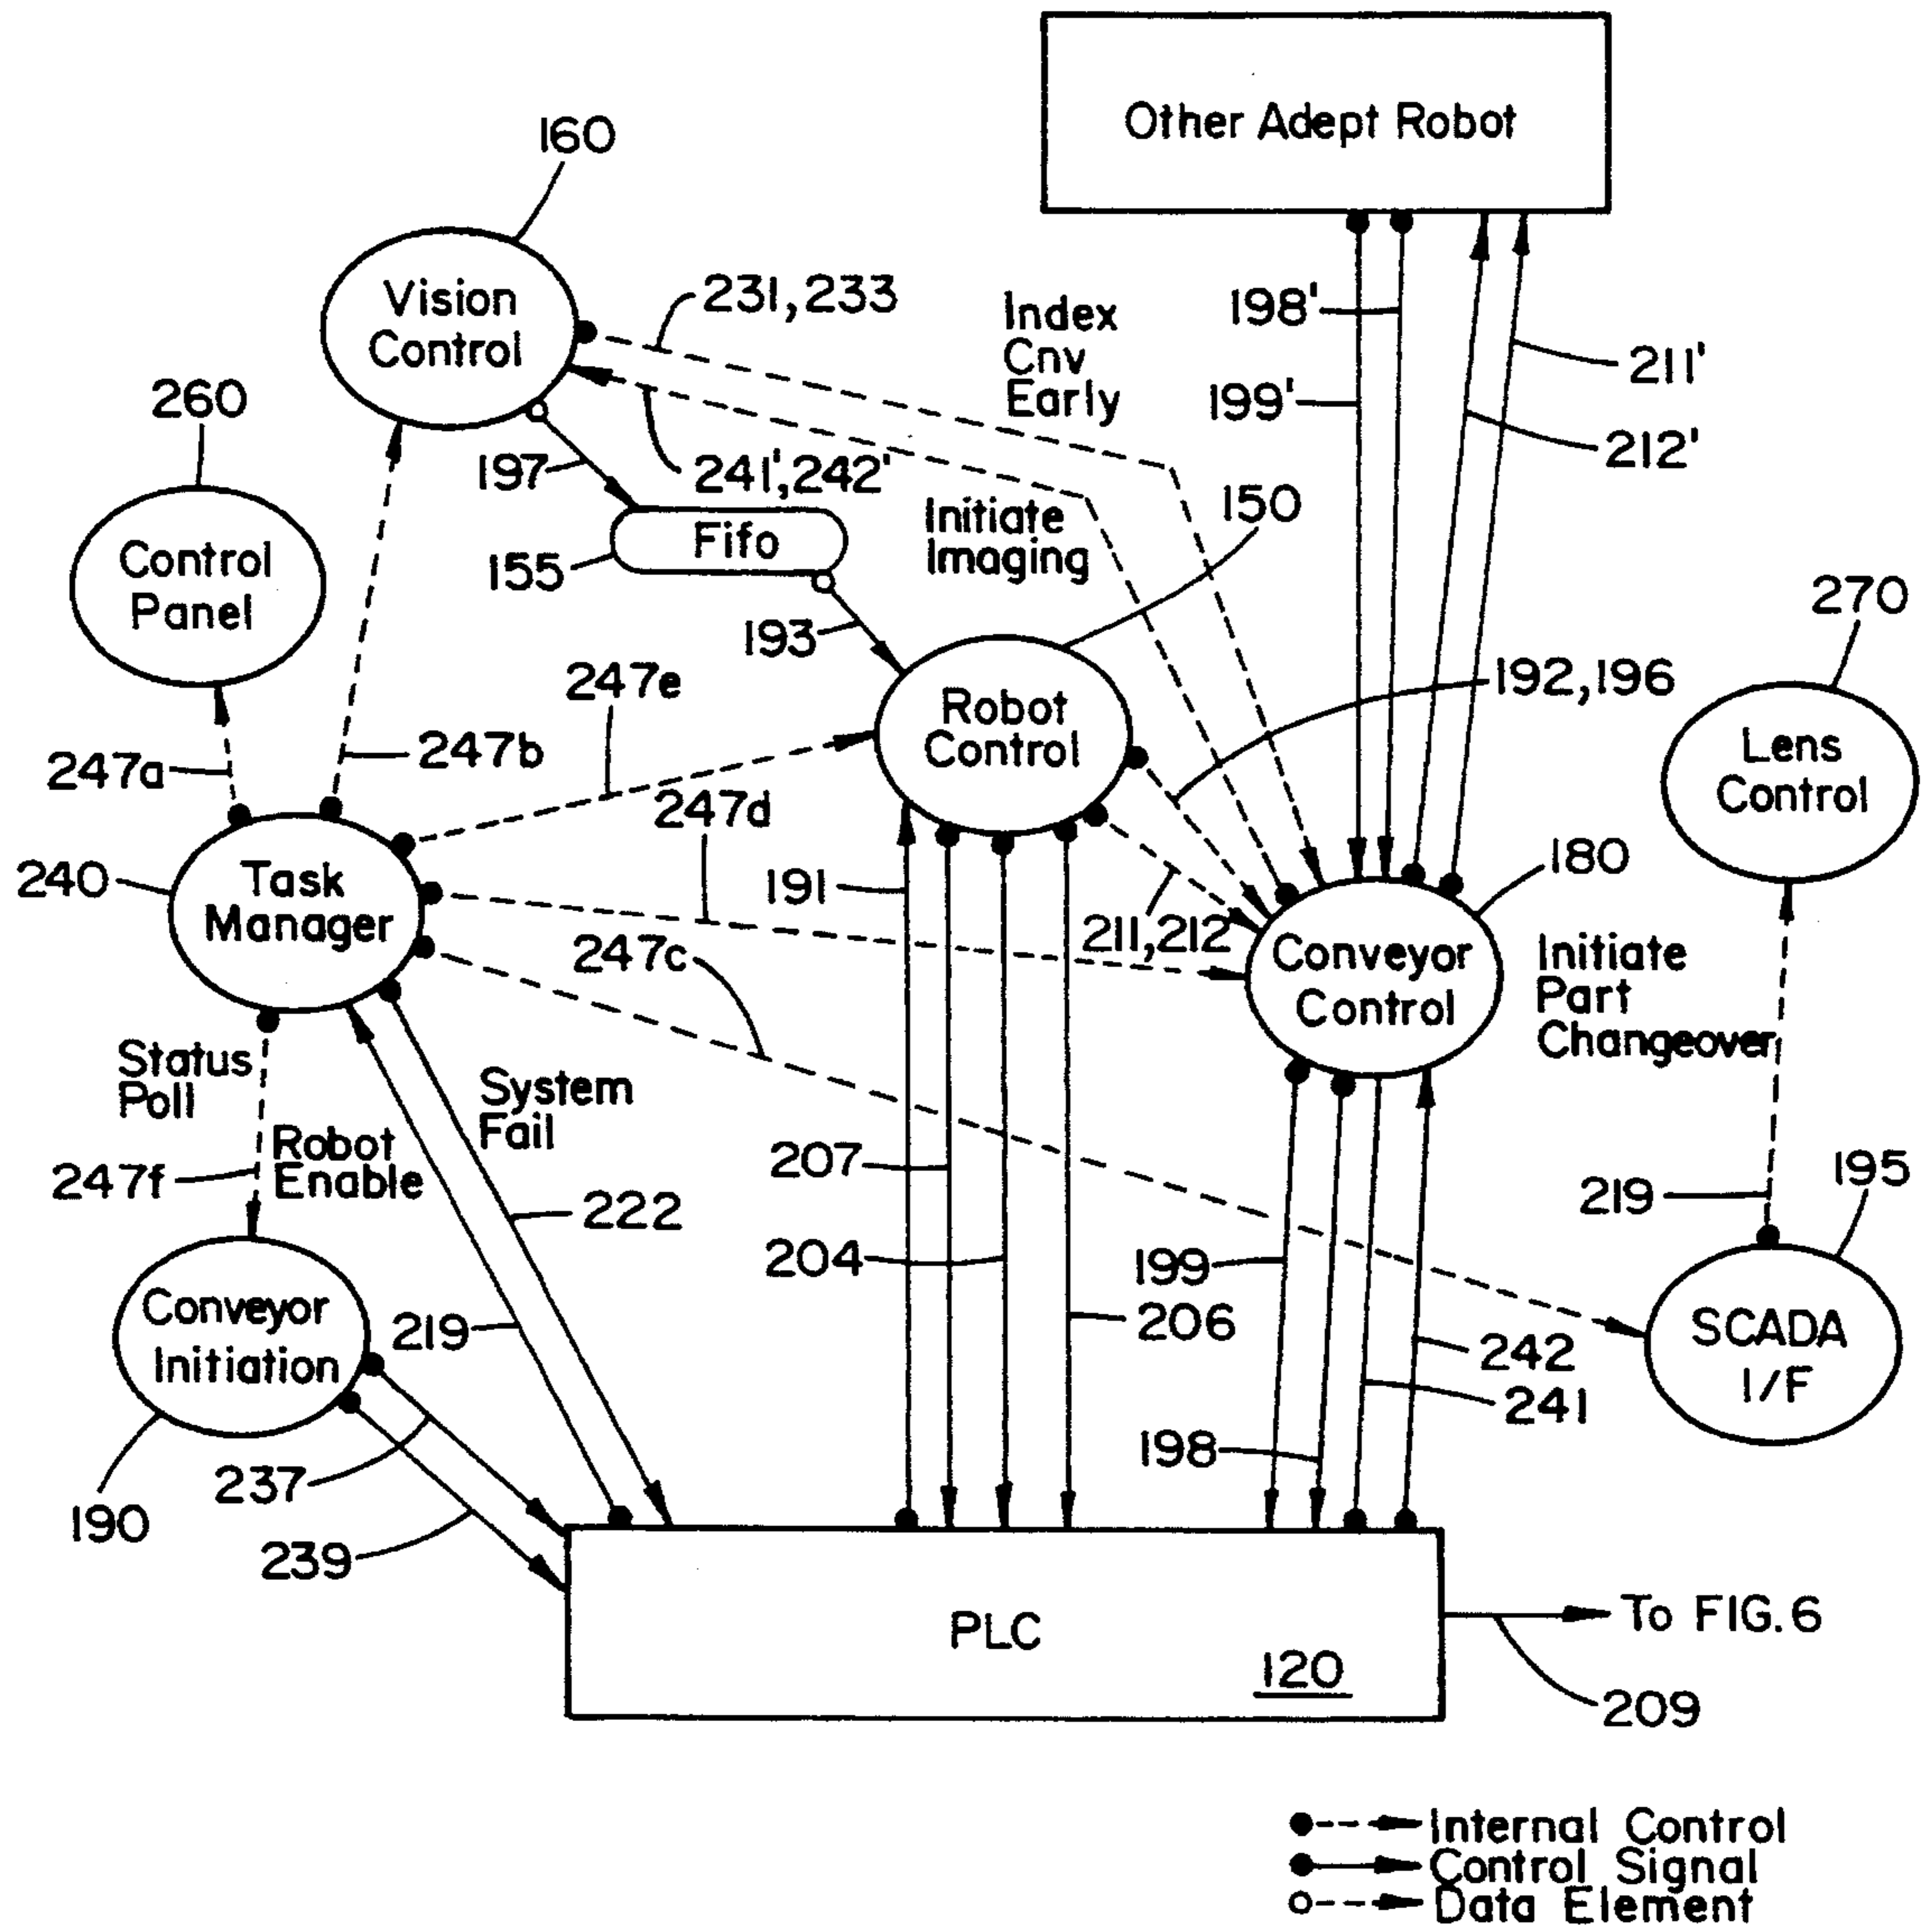 Other Adept Robot
160
Vision
Control
231, 233
Index
Cnv
Early
198'
199'
211'
212'
260
Control
Panel
197
241', 242'
Fifo
155
Initiate
Imaging
150
193
270
Lens
Control
247e
Robot
Control
192, 196
247a
247b
247d
240
Task
Manager
191
180
211, 212
247c
Conveyor
Control
Initiate
Part
Changeover
Status
Poll
System
Fail
Robot
Enable
247f
222
207
204
199
206
219
195
219
Conveyor
Initiation
SCADA
I/F
242
241
198
237
190
239
PLC
120
To FIG. 6
209
Internal Control
Control Signal
Data Element